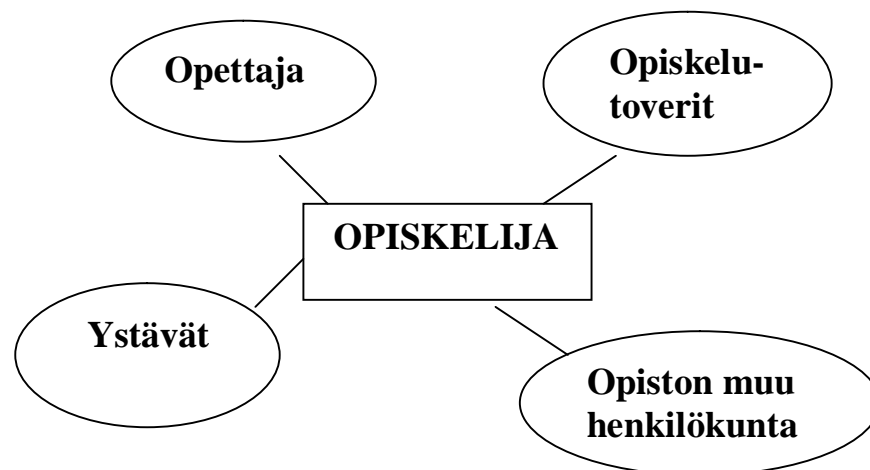 Opettaja
Opiskelu-
toverit
OPISKELIJA
Ystävät
Opiston muu
henkilökunta